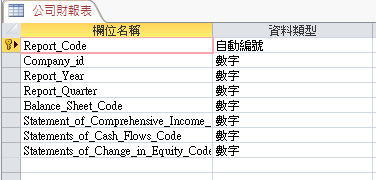 公司財報表
欄位名稱 資料類型
Report_Code 自動編號
Company_id 數字
Report_Year 數字
Report_Quarter 數字
Balance_Sheet_Code 數字
Statement_of_Comprehensive_Income_ 數字
Statements_of_Cash_Flows_Code 數字
Statements_of_Change_in_Equity_Code 數字